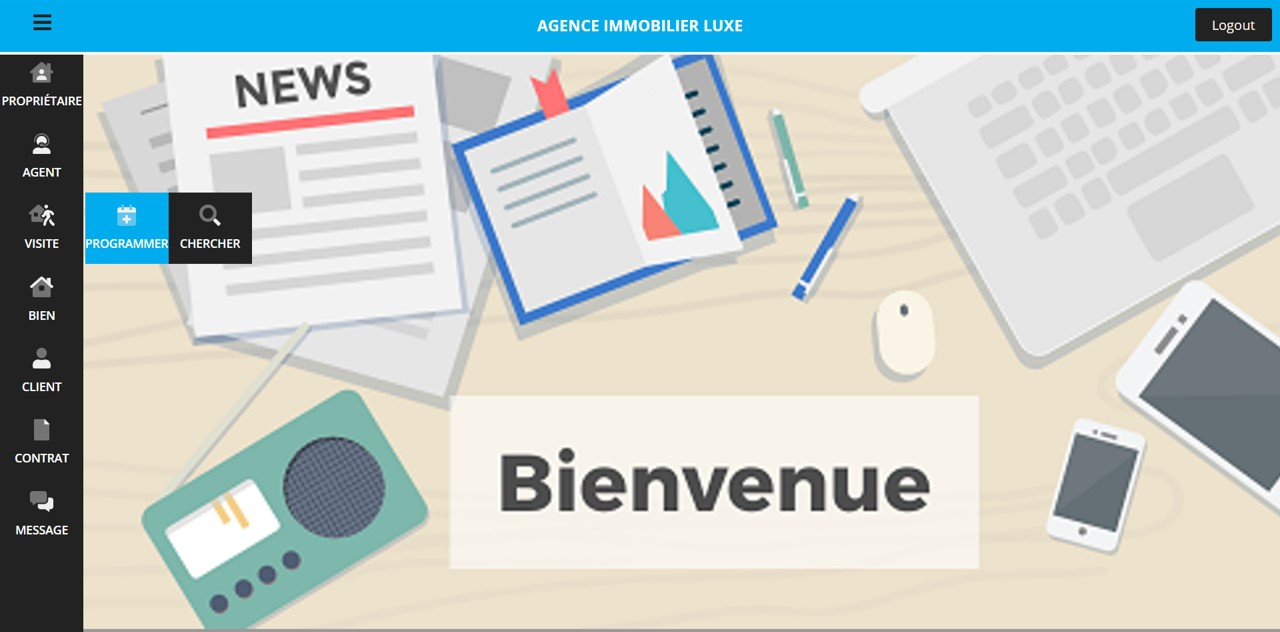 AGENCE IMMOBILIER LUXE
Logout
PROPRIÉTAIRE
AGENT
VISITE
PROGRAMMER
CHERCHER
BIEN
CLIENT
CONTRAT
MESSAGE
NEWS
Bienvenue